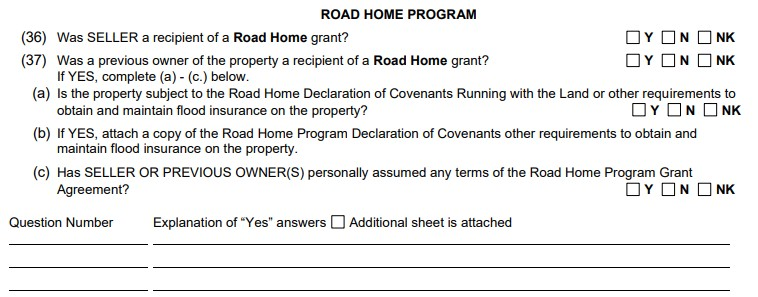 ROAD HOME PROGRAM
(36) Was SELLER a recipient of a Road Home grant? ☐ Y ☐ N ☐ NK
(37) Was a previous owner of the property a recipient of a Road Home grant? ☐ Y ☐ N ☐ NK
If YES, complete (a) - (c.) below.
(a) Is the property subject to the Road Home Declaration of Covenants Running with the Land or other requirements to
obtain and maintain flood insurance on the property? ☐ Y ☐ N ☐ NK
(b) If YES, attach a copy of the Road Home Program Declaration of Covenants other requirements to obtain and
maintain flood insurance on the property.
(c) Has SELLER OR PREVIOUS OWNER(S) personally assumed any terms of the Road Home Program Grant
Agreement? ☐ Y ☐ N ☐ NK
Question Number Explanation of “Yes” answers ☐ Additional sheet is attached